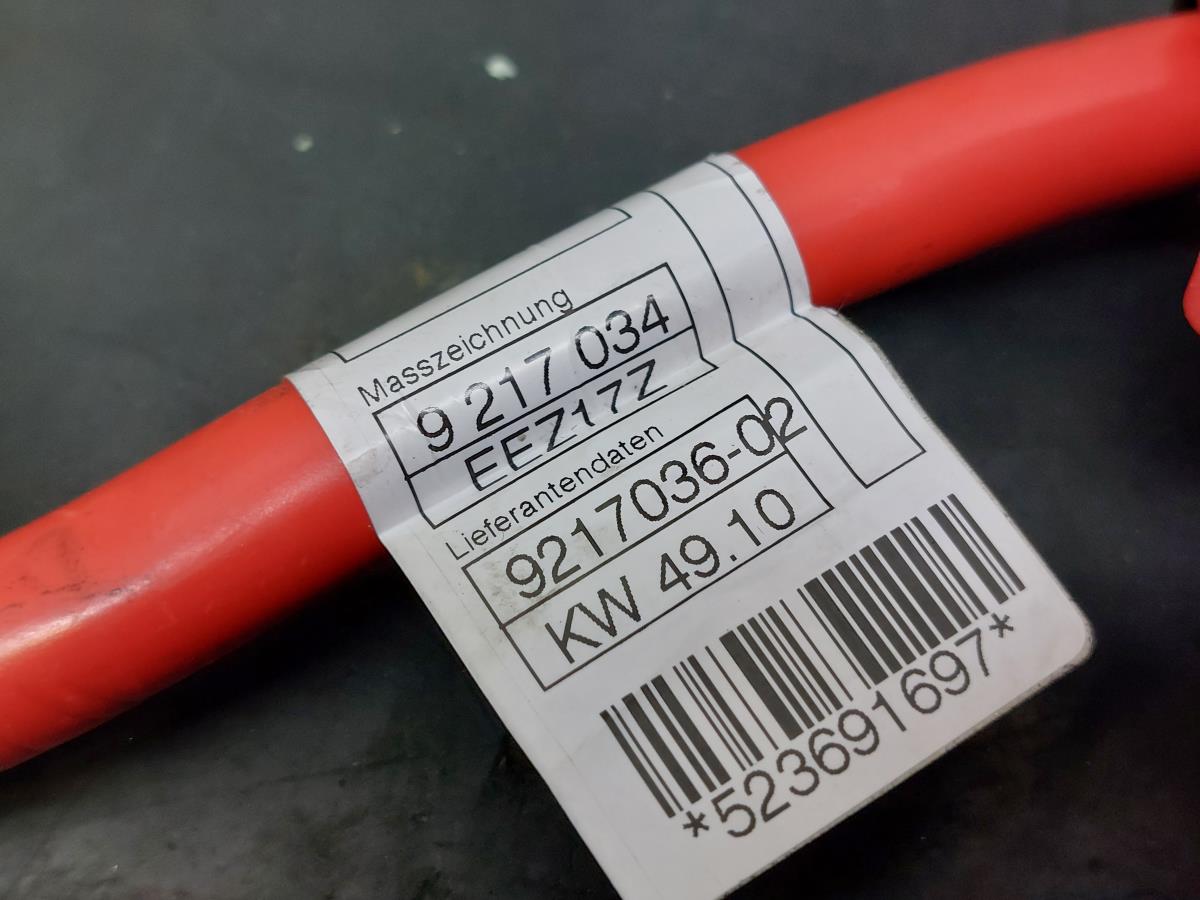 Masszeichnung
9 217 034
EEZ17Z
Lieferantendaten
9217036-02
KW 49.10
*523691697*